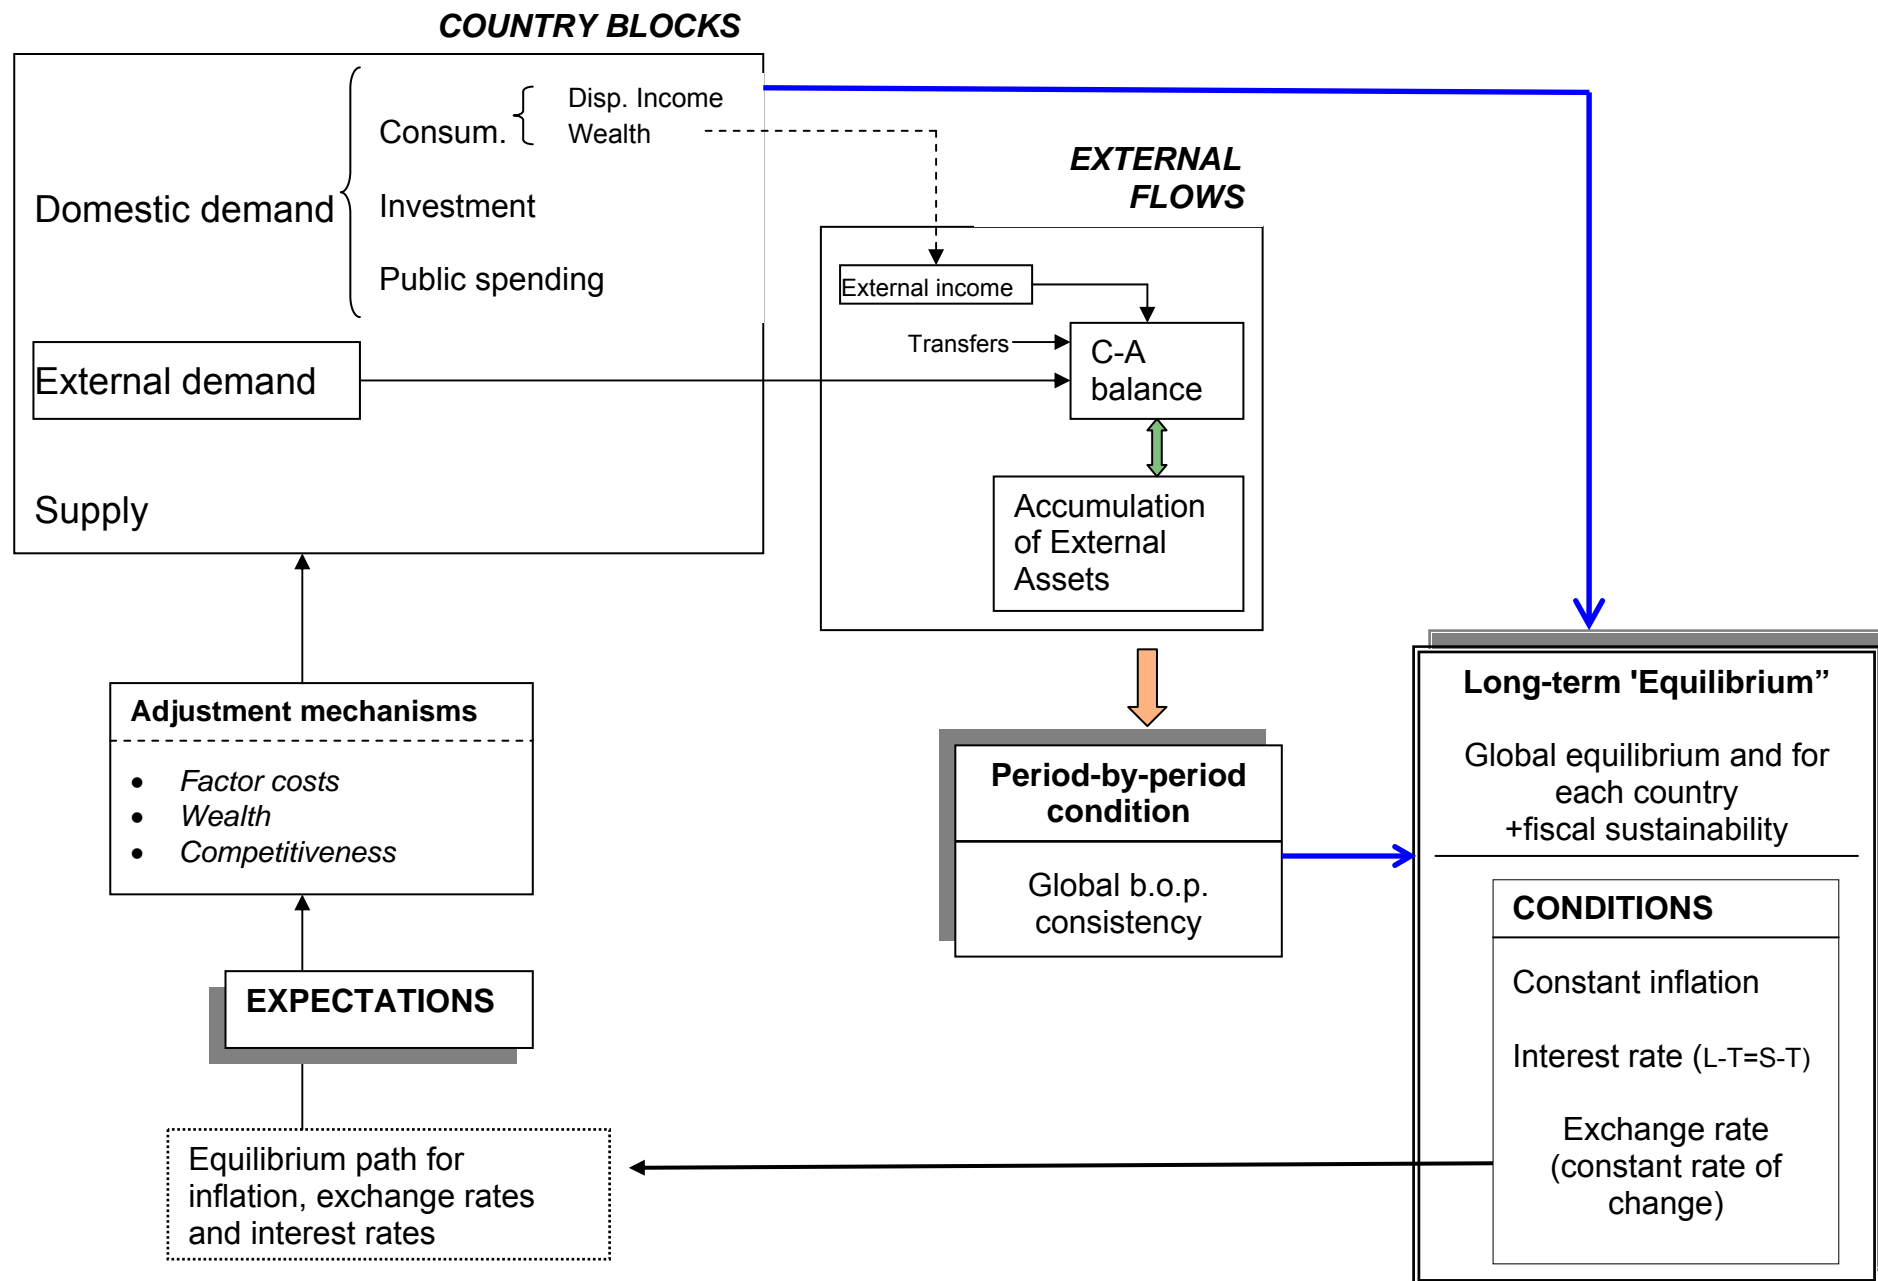 COUNTRY BLOCKS
Disp. Income
Consum.
Wealth
Domestic demand
Investment
Public spending
External demand
Supply
EXTERNAL
FLOWS
External income
Transfers
C-A
balance
Accumulation
of External
Assets
Adjustment mechanisms
• Factor costs
• Wealth
• Competitiveness
EXPECTATIONS
Equilibrium path for
inflation, exchange rates
and interest rates
Period-by-period
condition
Global b.o.p.
consistency
Long-term 'Equilibrium”
Global equilibrium and for
each country
+fiscal sustainability
CONDITIONS
Constant inflation
Interest rate (L-T=S-T)
Exchange rate
(constant rate of
change)